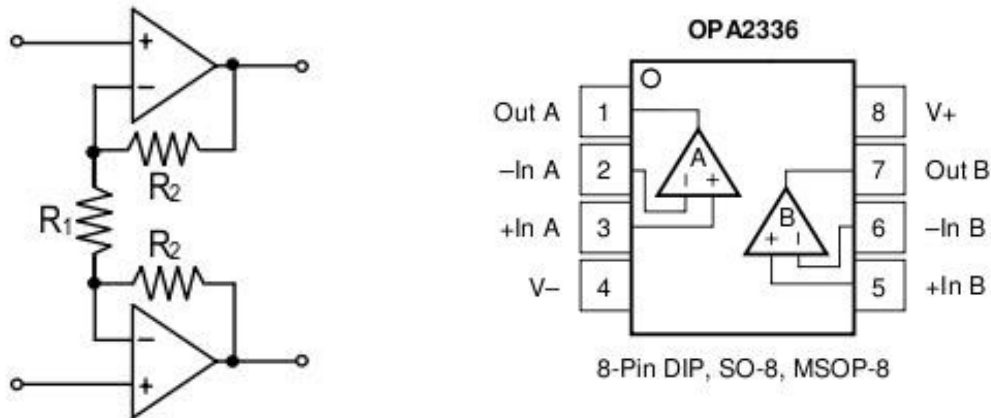 +
−
R₂
R₁
R₂
−
+
OPA2336
Out A 1 8 V+
−In A 2 7 Out B
+In A 3 6 −In B
V− 4 5 +In B
A
− +
B
+ −
8-Pin DIP, SO-8, MSOP-8